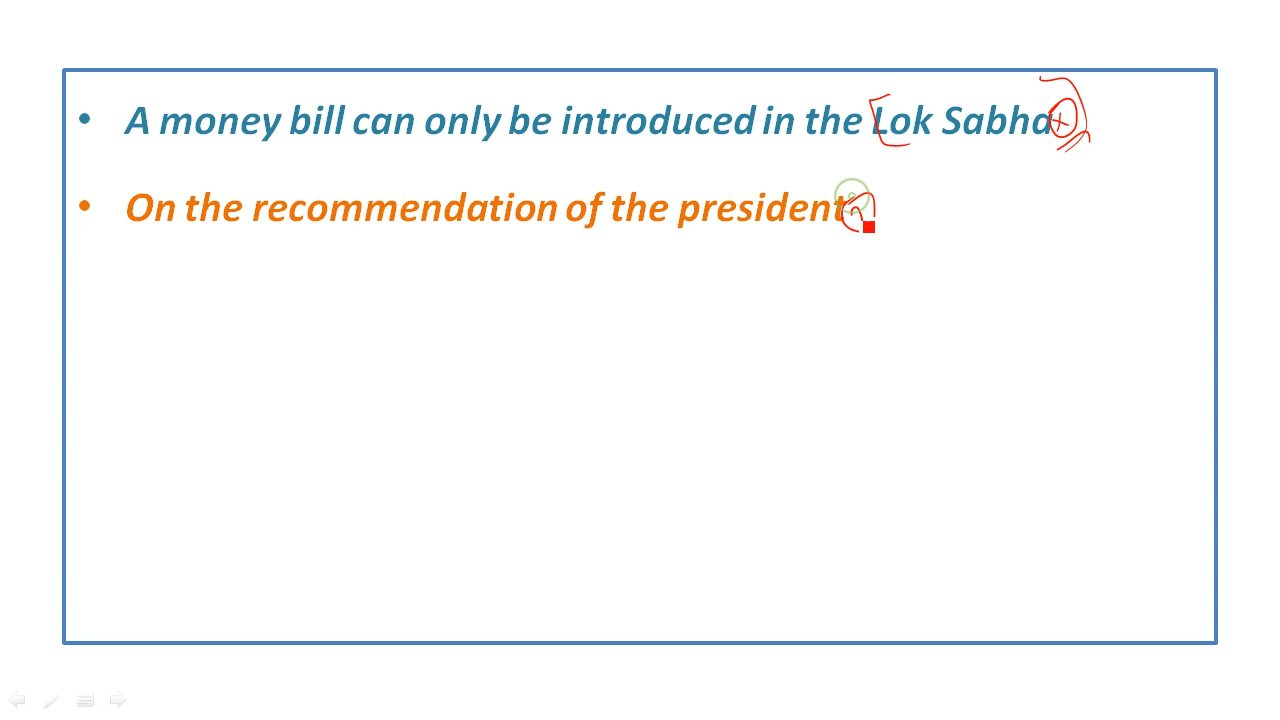 • A money bill can only be introduced in the Lok Sabha
• On the recommendation of the president